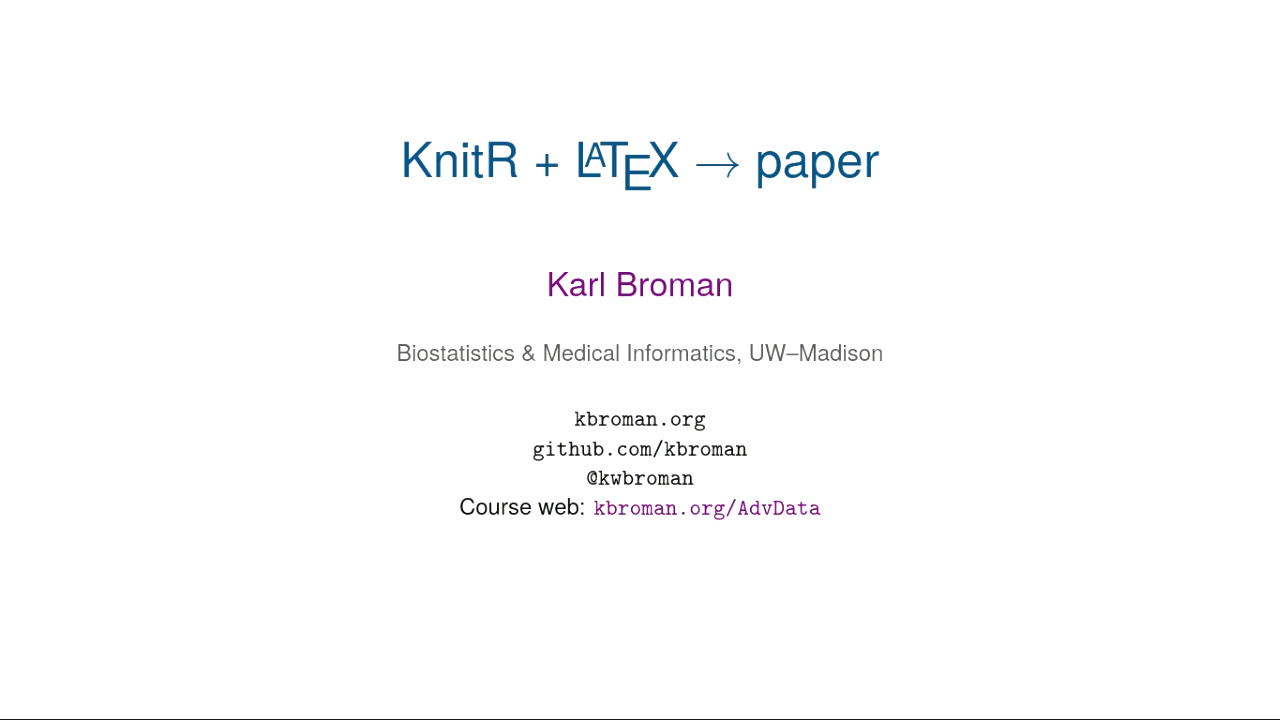 KnitR + LATEX → paper
Karl Broman
Biostatistics & Medical Informatics, UW–Madison
kbroman.org
github.com/kbroman
@kwbroman
Course web: kbroman.org/AdvData